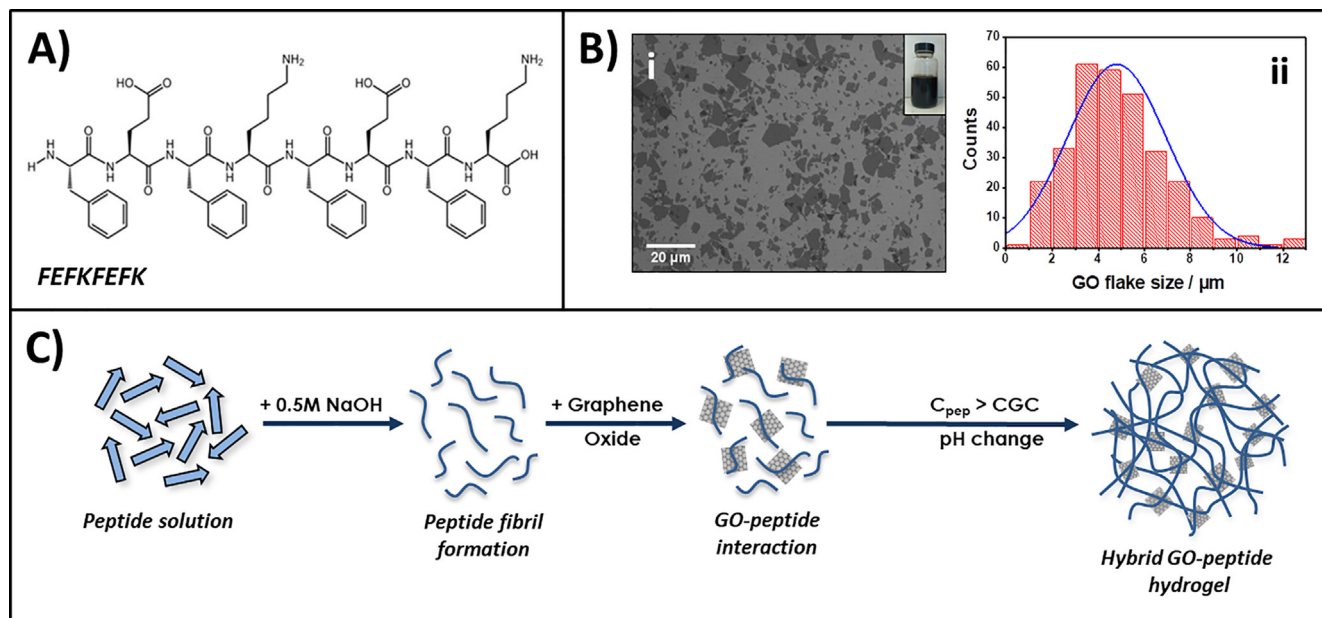 A)
NH₂
NH₂
HO
O
HO
O
O
H
N
O
H
N
O
H
N
O
H
N
OH
H
N
H
N
H
O
N
H
O
N
H
O
N
H
O
FEFKFEFK
B)
i
20 µm
ii
70
60
50
40
30
20
10
0
Counts
0
2
4
6
8
10
12
GO flake size / µm
C)
+ 0.5M NaOH
+ Graphene
Oxide
Cpep > CGC
pH change
Peptide solution
Peptide fibril
formation
GO-peptide
interaction
Hybrid GO-peptide
hydrogel